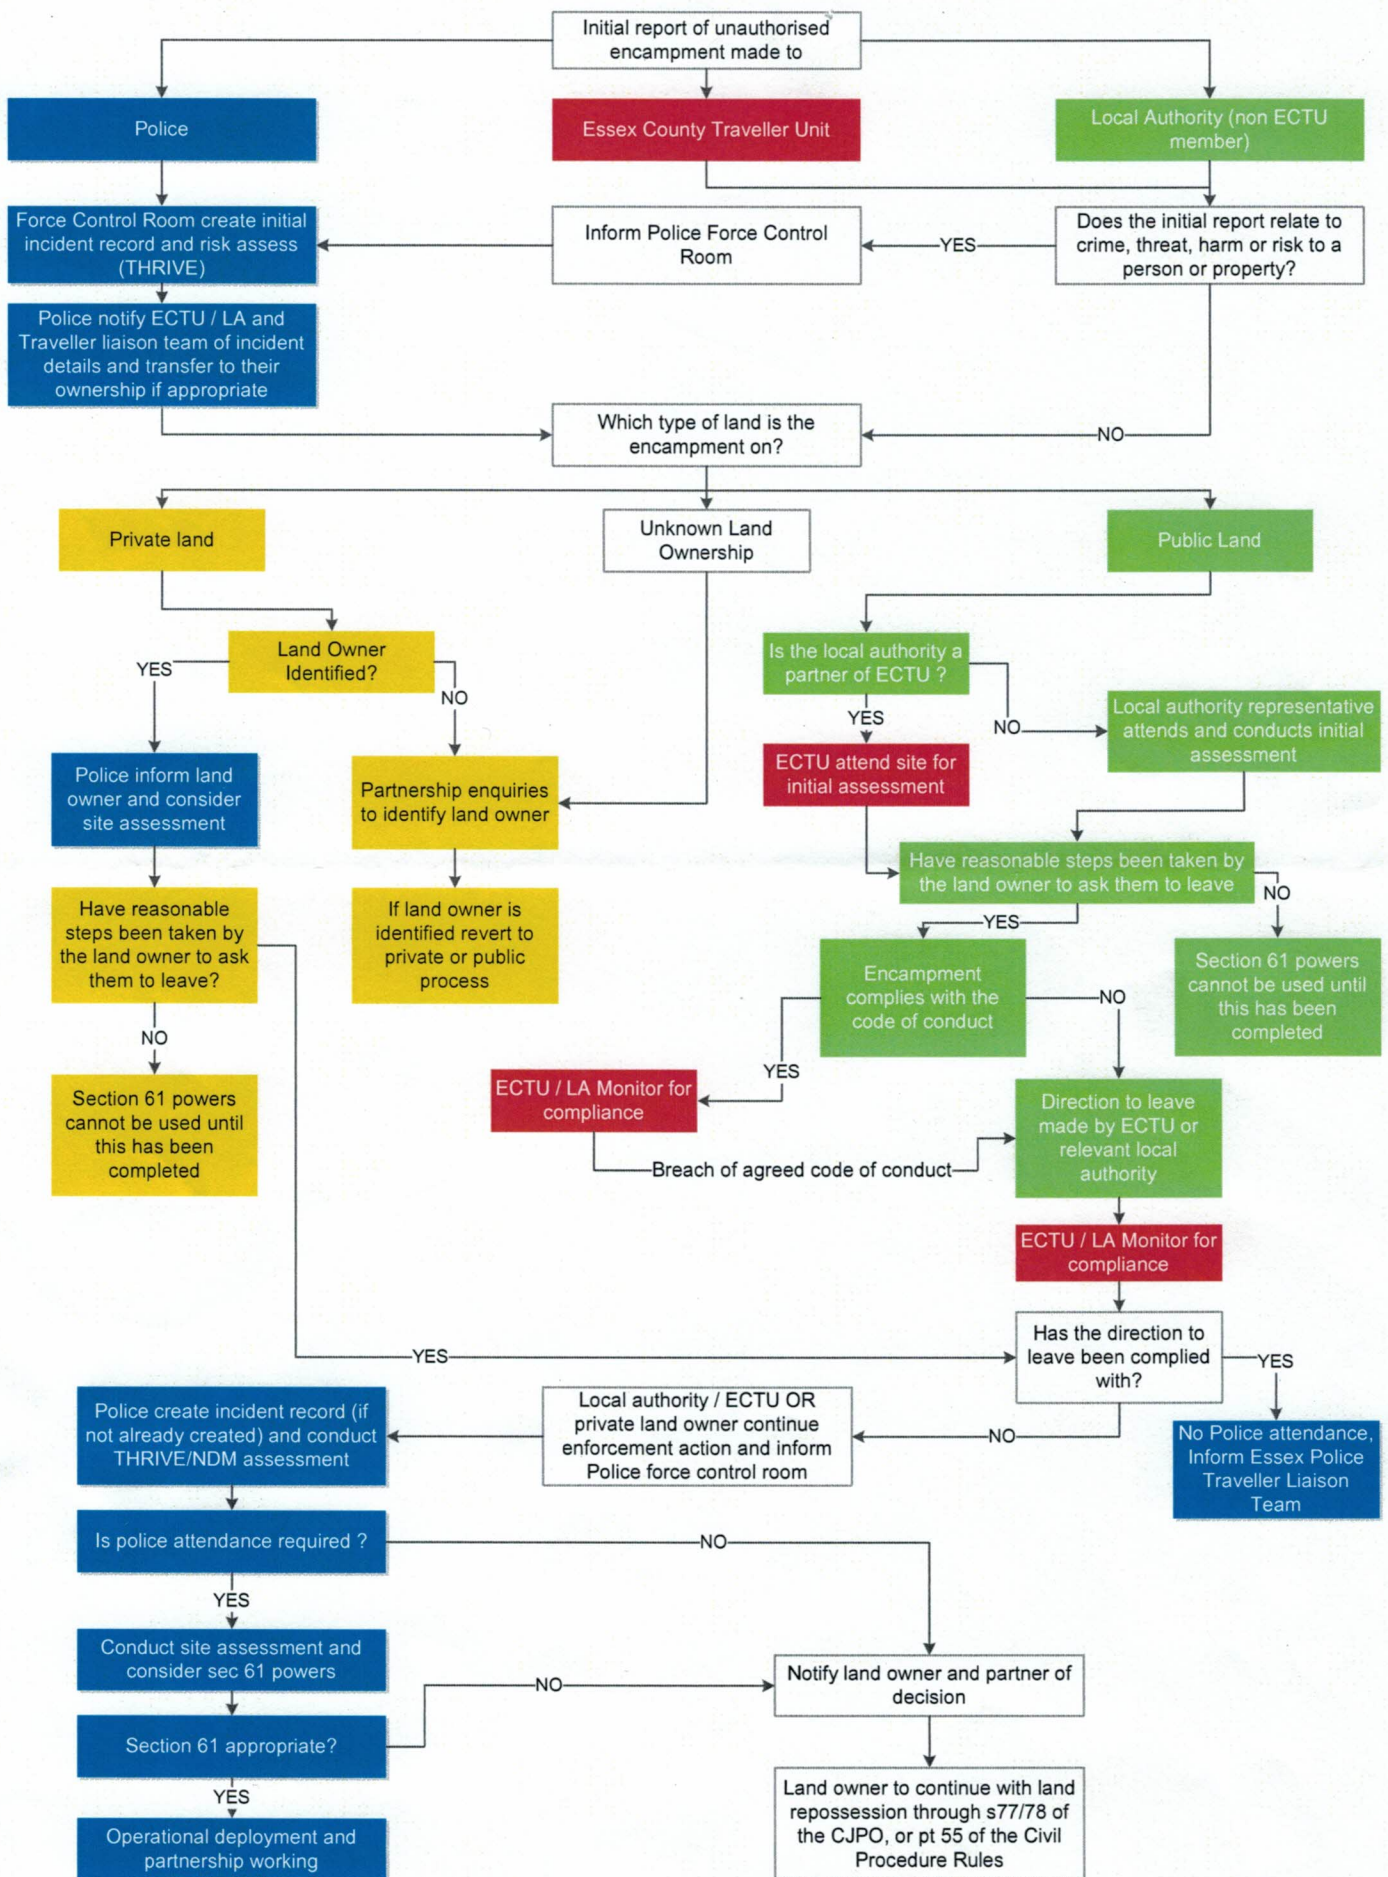 Initial report of unauthorised
encampment made to
Police
Essex County Traveller Unit
Local Authority (non ECTU
member)
Force Control Room create initial
incident record and risk assess
(THRIVE)
Inform Police Force Control
Room
YES
Does the initial report relate to
crime, threat, harm or risk to a
person or property?
Police notify ECTU / LA and
Traveller liaison team of incident
details and transfer to their
ownership if appropriate
Which type of land is the
encampment on?
NO
Private land
Unknown Land
Ownership
Public Land
Land Owner
Identified?
YES
NO
Is the local authority a
partner of ECTU ?
YES
NO
Local authority representative
attends and conducts initial
assessment
Police inform land
owner and consider
site assessment
Partnership enquiries
to identify land owner
ECTU attend site for
initial assessment
Have reasonable steps been taken by
the land owner to ask them to leave
YES
NO
Have reasonable
steps been taken by
the land owner to ask
them to leave?
If land owner is
identified revert to
private or public
process
Encampment
complies with the
code of conduct
NO
Section 61 powers
cannot be used until
this has been
completed
NO
YES
Section 61 powers
cannot be used until
this has been
completed
ECTU / LA Monitor for
compliance
Direction to leave
made by ECTU or
relevant local
authority
Breach of agreed code of conduct
ECTU / LA Monitor for
compliance
YES
Has the direction to
leave been complied
with?
YES
Police create incident record (if
not already created) and conduct
THRIVE/NDM assessment
Local authority / ECTU OR
private land owner continue
enforcement action and inform
Police force control room
NO
No Police attendance,
Inform Essex Police
Traveller Liaison
Team
Is police attendance required ?
NO
YES
Conduct site assessment and
consider sec 61 powers
NO
Notify land owner and partner of
decision
Section 61 appropriate?
YES
Operational deployment and
partnership working
Land owner to continue with land
repossession through s77/78 of
the CJPO, or pt 55 of the Civil
Procedure Rules